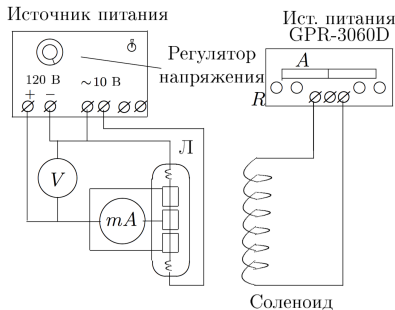 Источник питания
120 В
~10 В
+ −
Регулятор
напряжения
Ист. питания
GPR-3060D
A
R
Л
V
mA
Соленоид